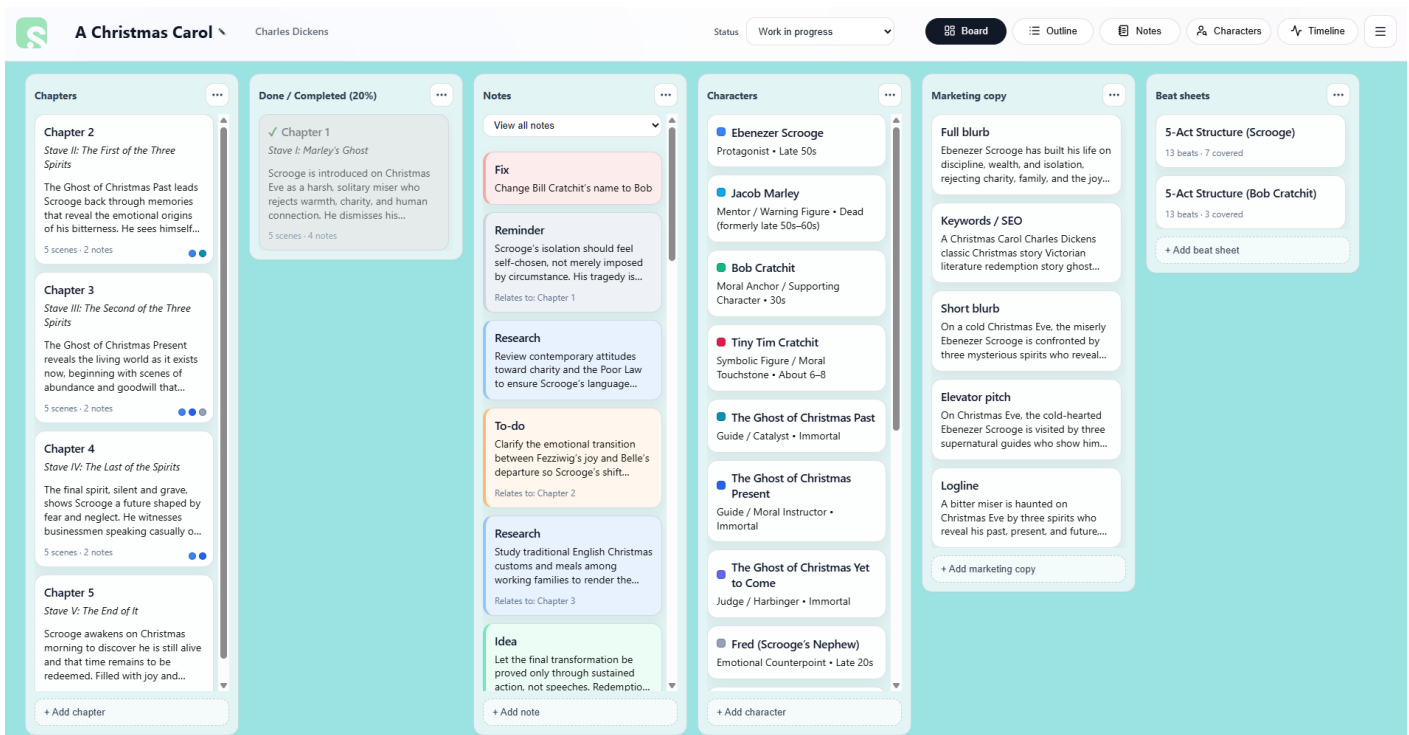 A Christmas Carol
Charles Dickens
Status
Work in progress
Board
Outline
Notes
Characters
Timeline
Chapters
Chapter 2
Stave II: The First of the Three
Spirits
The Ghost of Christmas Past leads
Scrooge back through memories
that reveal the emotional origins
of his bitterness. He sees himself...
5 scenes · 2 notes
Chapter 3
Stave III: The Second of the Three
Spirits
The Ghost of Christmas Present
reveals the living world as it exists
now, beginning with scenes of
abundance and goodwill that...
5 scenes · 2 notes
Chapter 4
Stave IV: The Last of the Spirits
The final spirit, silent and grave,
shows Scrooge a future shaped by
fear and neglect. He witnesses
businessmen speaking casually o...
5 scenes · 2 notes
Chapter 5
Stave V: The End of It
Scrooge awakens on Christmas
morning to discover he is still alive
and that time remains to be
redeemed. Filled with joy and...
+ Add chapter
Done / Completed (20%)
✓ Chapter 1
Stave I: Marley's Ghost
Scrooge is introduced on Christmas
Eve as a harsh, solitary miser who
rejects warmth, charity, and human
connection. He dismisses his...
5 scenes · 4 notes
Notes
View all notes
Fix
Change Bill Cratchit's name to Bob
Reminder
Scrooge's isolation should feel
self-chosen, not merely imposed
by circumstance. His tragedy is...
Relates to: Chapter 1
Research
Review contemporary attitudes
toward charity and the Poor Law
to ensure Scrooge's language...
To-do
Clarify the emotional transition
between Fezziwig's joy and Belle's
departure so Scrooge's shift...
Relates to: Chapter 2
Research
Study traditional English Christmas
customs and meals among
working families to render the...
Relates to: Chapter 3
Idea
Let the final transformation be
proved only through sustained
action, not speeches. Redemptio...
+ Add note
Characters
Ebenezer Scrooge
Protagonist • Late 50s
Jacob Marley
Mentor / Warning Figure • Dead
(formerly late 50s–60s)
Bob Cratchit
Moral Anchor / Supporting
Character • 30s
Tiny Tim Cratchit
Symbolic Figure / Moral
Touchstone • About 6–8
The Ghost of Christmas Past
Guide / Catalyst • Immortal
The Ghost of Christmas
Present
Guide / Moral Instructor •
Immortal
The Ghost of Christmas Yet
to Come
Judge / Harbinger • Immortal
Fred (Scrooge's Nephew)
Emotional Counterpoint • Late 20s
+ Add character
Marketing copy
Full blurb
Ebenezer Scrooge has built his life on
discipline, wealth, and isolation,
rejecting charity, family, and the joy...
Keywords / SEO
A Christmas Carol Charles Dickens
classic Christmas story Victorian
literature redemption story ghost...
Short blurb
On a cold Christmas Eve, the miserly
Ebenezer Scrooge is confronted by
three mysterious spirits who reveal...
Elevator pitch
On Christmas Eve, the cold-hearted
Ebenezer Scrooge is visited by three
supernatural guides who show him...
Logline
A bitter miser is haunted on
Christmas Eve by three spirits who
reveal his past, present, and future,...
+ Add marketing copy
Beat sheets
5-Act Structure (Scrooge)
13 beats · 7 covered
5-Act Structure (Bob Cratchit)
13 beats · 3 covered
+ Add beat sheet